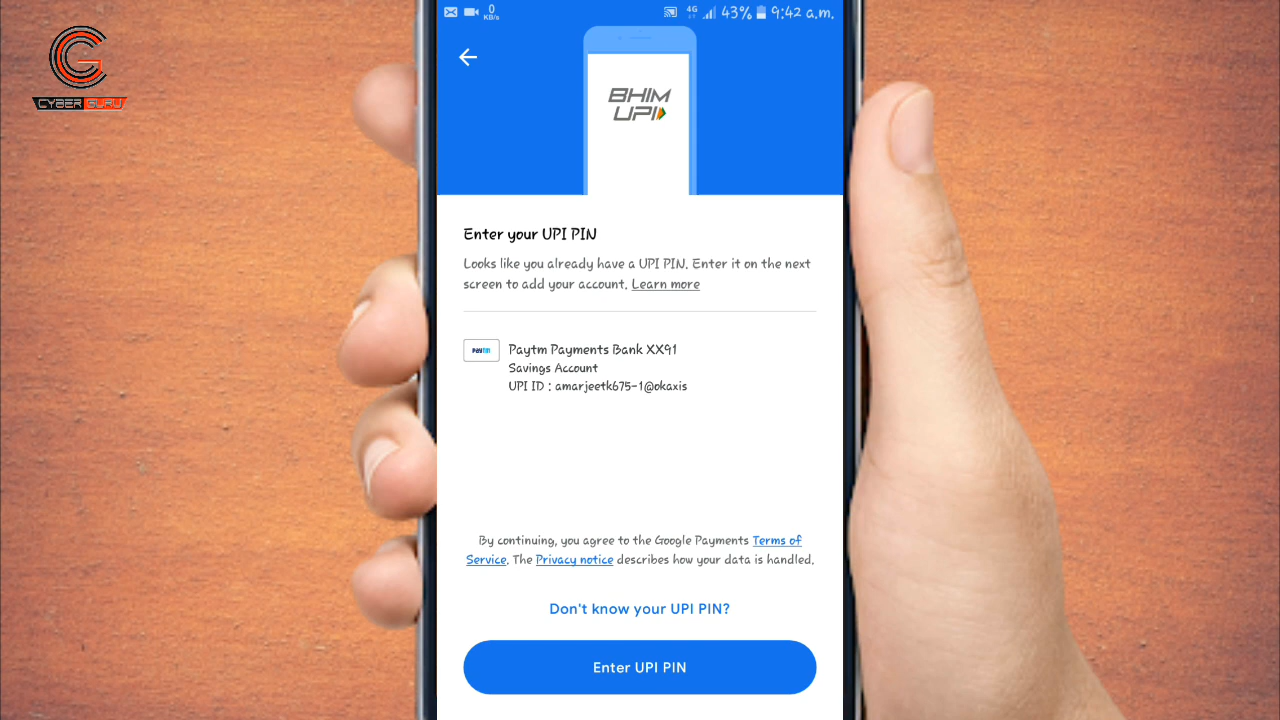 CYBER GURU
0
KB/s
4G
43%
9:42 a.m.
BHIM
UPI
Enter your UPI PIN
Looks like you already have a UPI PIN. Enter it on the next
screen to add your account. Learn more
paytm
Paytm Payments Bank XX91
Savings Account
UPI ID : amarjeetk675-1@okaxis
By continuing, you agree to the Google Payments Terms of
Service. The Privacy notice describes how your data is handled.
Don't know your UPI PIN?
Enter UPI PIN